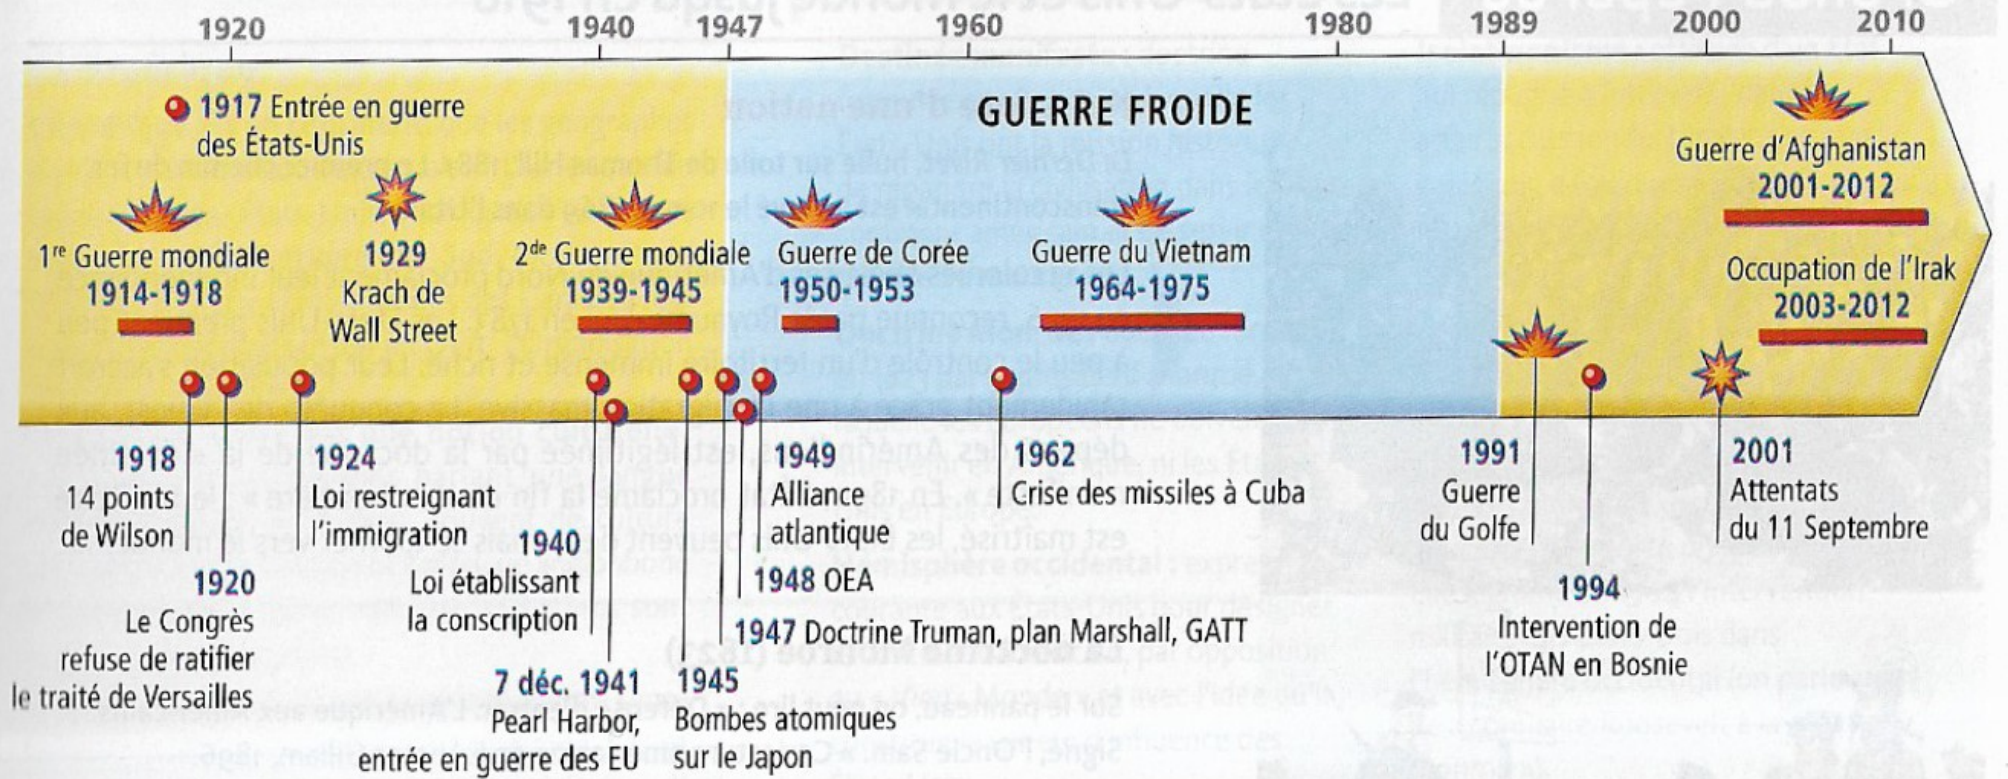 1920 1940 1947 1960 1980 1989 2000 2010
1917 Entrée en guerre
des États-Unis
GUERRE FROIDE
Guerre d'Afghanistan
2001-2012
1re Guerre mondiale
1914-1918
1929
Krach de
Wall Street
2de Guerre mondiale
1939-1945
Guerre de Corée
1950-1953
Guerre du Vietnam
1964-1975
Occupation de l'Irak
2003-2012
1918
14 points
de Wilson
1920
Le Congrès
refuse de ratifier
le traité de Versailles
1924
Loi restreignant
l'immigration
1940
Loi établissant
la conscription
7 déc. 1941
Pearl Harbor,
entrée en guerre des EU
1945
Bombes atomiques
sur le Japon
1949
Alliance
atlantique
1948 OEA
1947 Doctrine Truman, plan Marshall, GATT
1962
Crise des missiles à Cuba
1991
Guerre
du Golfe
1994
Intervention de
l'OTAN en Bosnie
2001
Attentats
du 11 Septembre